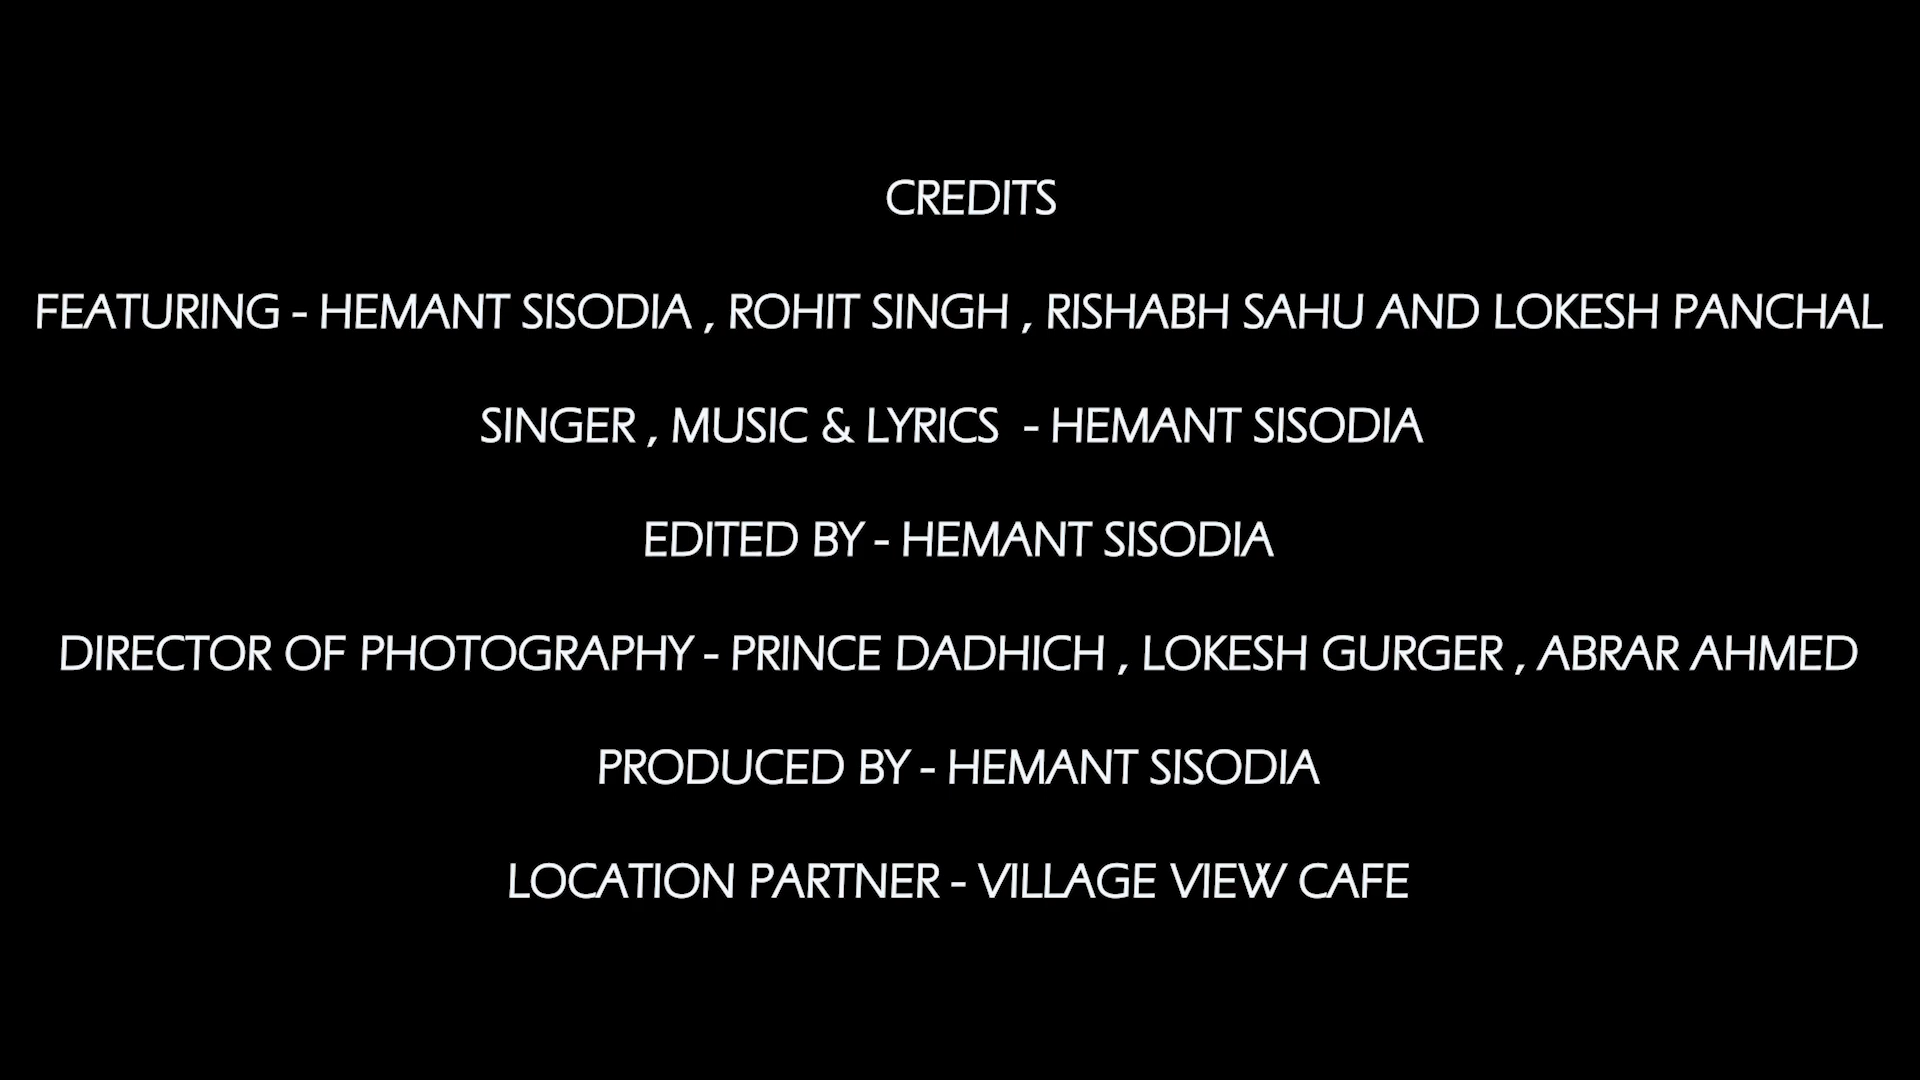 CREDITS
FEATURING - HEMANT SISODIA , ROHIT SINGH , RISHABH SAHU AND LOKESH PANCHAL
SINGER , MUSIC & LYRICS  - HEMANT SISODIA
EDITED BY - HEMANT SISODIA
DIRECTOR OF PHOTOGRAPHY - PRINCE DADHICH , LOKESH GURGER , ABRAR AHMED
PRODUCED BY - HEMANT SISODIA
LOCATION PARTNER - VILLAGE VIEW CAFE